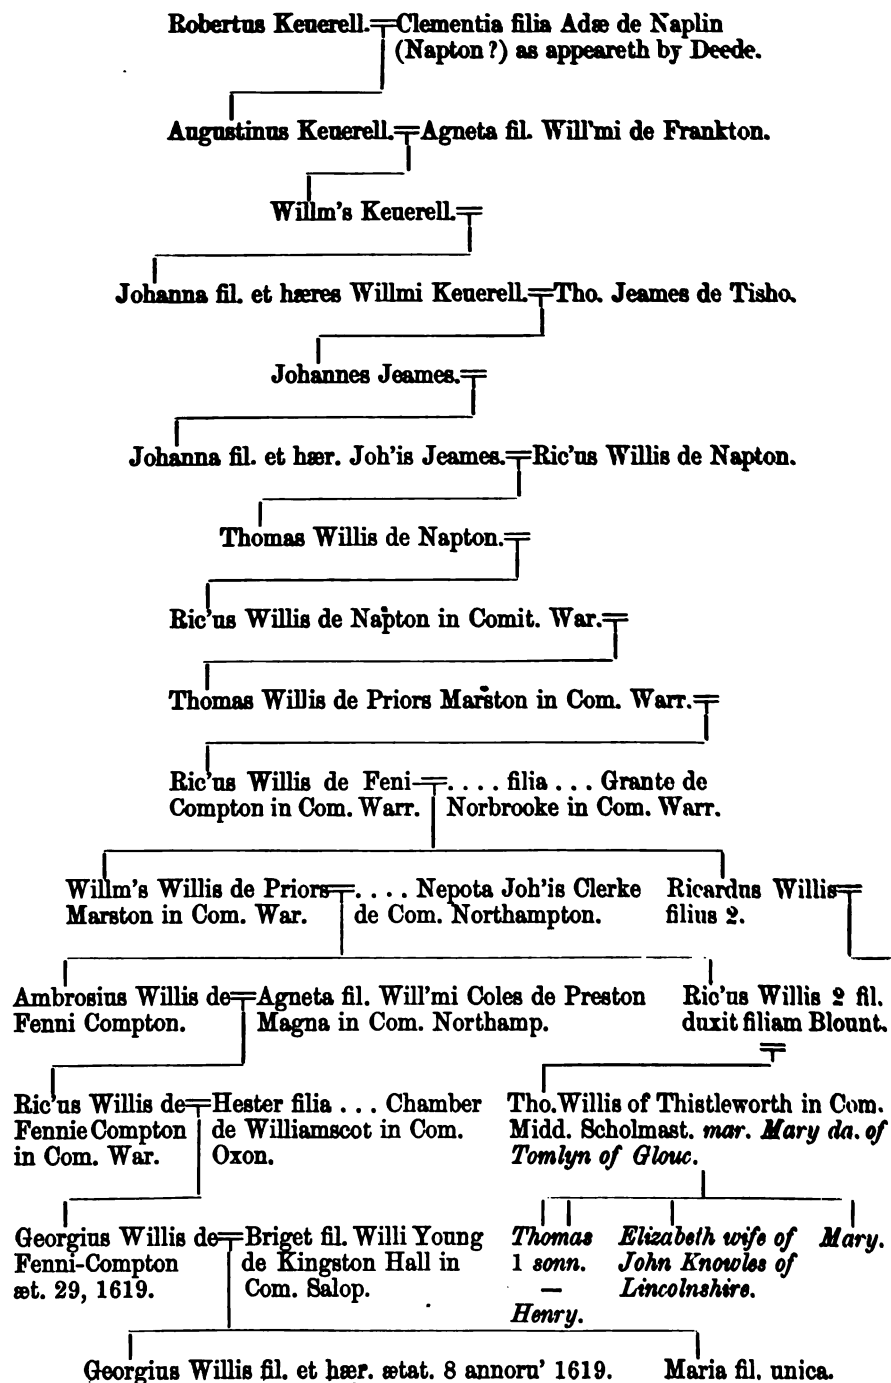 Robertus Keuerell.=Clementia filia Adæ de Naplin
(Napton?) as appeareth by Deede.
Augustinus Keuerell.=Agneta fil. Will'mi de Frankton.
Willm's Keuerell.=
Johanna fil. et hæres Willmi Keuerell.=Tho. Jeames de Tisho.
Johannes Jeames.=
Johanna fil. et hær. Joh'is Jeames.=Ric'us Willis de Napton.
Thomas Willis de Napton.=
Ric'us Willis de Napton in Comit. War.=
Thomas Willis de Priors Marston in Com. Warr.=
Ric'us Willis de Feni-=.... filia ... Grante de
Compton in Com. Warr. Norbrooke in Com. Warr.
Willm's Willis de Priors=.... Nepota Joh'is Clerke
Marston in Com. War. de Com. Northampton.
Ricardus Willis=
filius 2.
Ambrosius Willis de=Agneta fil. Will'mi Coles de Preston
Fenni Compton. Magna in Com. Northamp.
Ric'us Willis 2 fil.
duxit filiam Blount.
=
Ric'us Willis de=Hester filia ... Chamber
Fennie Compton de Williamscot in Com.
in Com. War. Oxon.
Tho. Willis of Thistleworth in Com.
Midd. Scholmast. mar. Mary da. of
Tomlyn of Glouc.
Georgius Willis de=Briget fil. Willi Young
Fenni-Compton de Kingston Hall in
æt. 29, 1619. Com. Salop.
Thomas
1 sonn.
—
Henry.
Elizabeth wife of
John Knowles of
Lincolnshire.
Mary.
Georgius Willis fil. et hær. ætat. 8 annoru' 1619. Maria fil. unica.